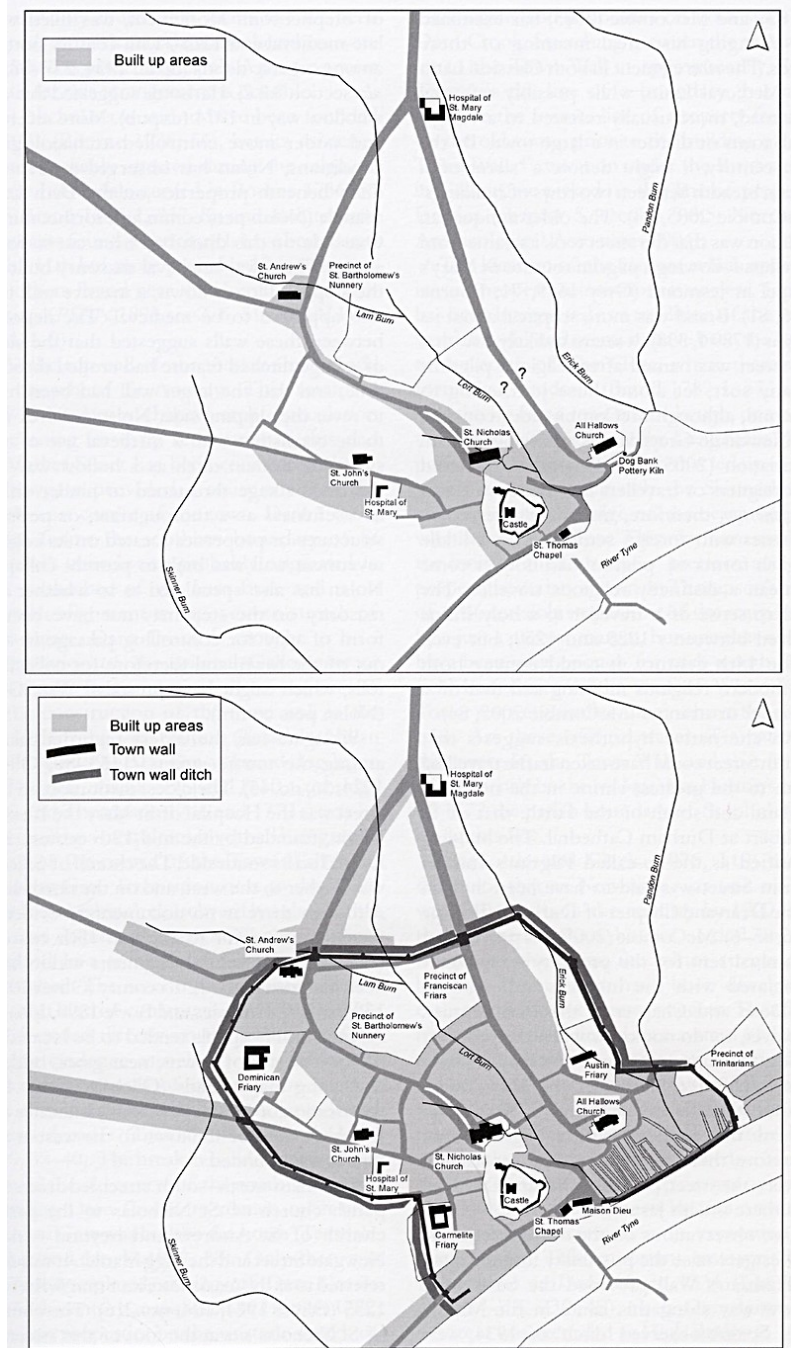 Built up areas
Hospital of
St. Mary
Magdale
Pandon Burn
St. Andrew's
Church
Precinct of
St. Bartholomew's
Nunnery
Lam Burn
Erick Burn
?
?
Lort Burn
St. Nicholas
Church
All Hallows
Church
Dog Bank
Pottery Kiln
St. John's
Church
Hospital of
St. Mary
Castle
St. Thomas
Chapel
River Tyne
Skinner Burn
Built up areas
Town wall
Town wall ditch
Hospital of
St. Mary
Magdale
Pandon Burn
St. Andrew's
Church
Lam Burn
Precinct of
Franciscan
Friars
Erick Burn
Precinct of
St. Bartholomew's
Nunnery
Lort Burn
Precinct of
Trinitarians
Dominican
Friary
Austin
Friary
All Hallows
Church
St. John's
Church
St. Nicholas
Church
Hospital of
St. Mary
Castle
Maison Dieu
St. Thomas
Chapel
Carmelite
Friary
River Tyne
Skinner Burn